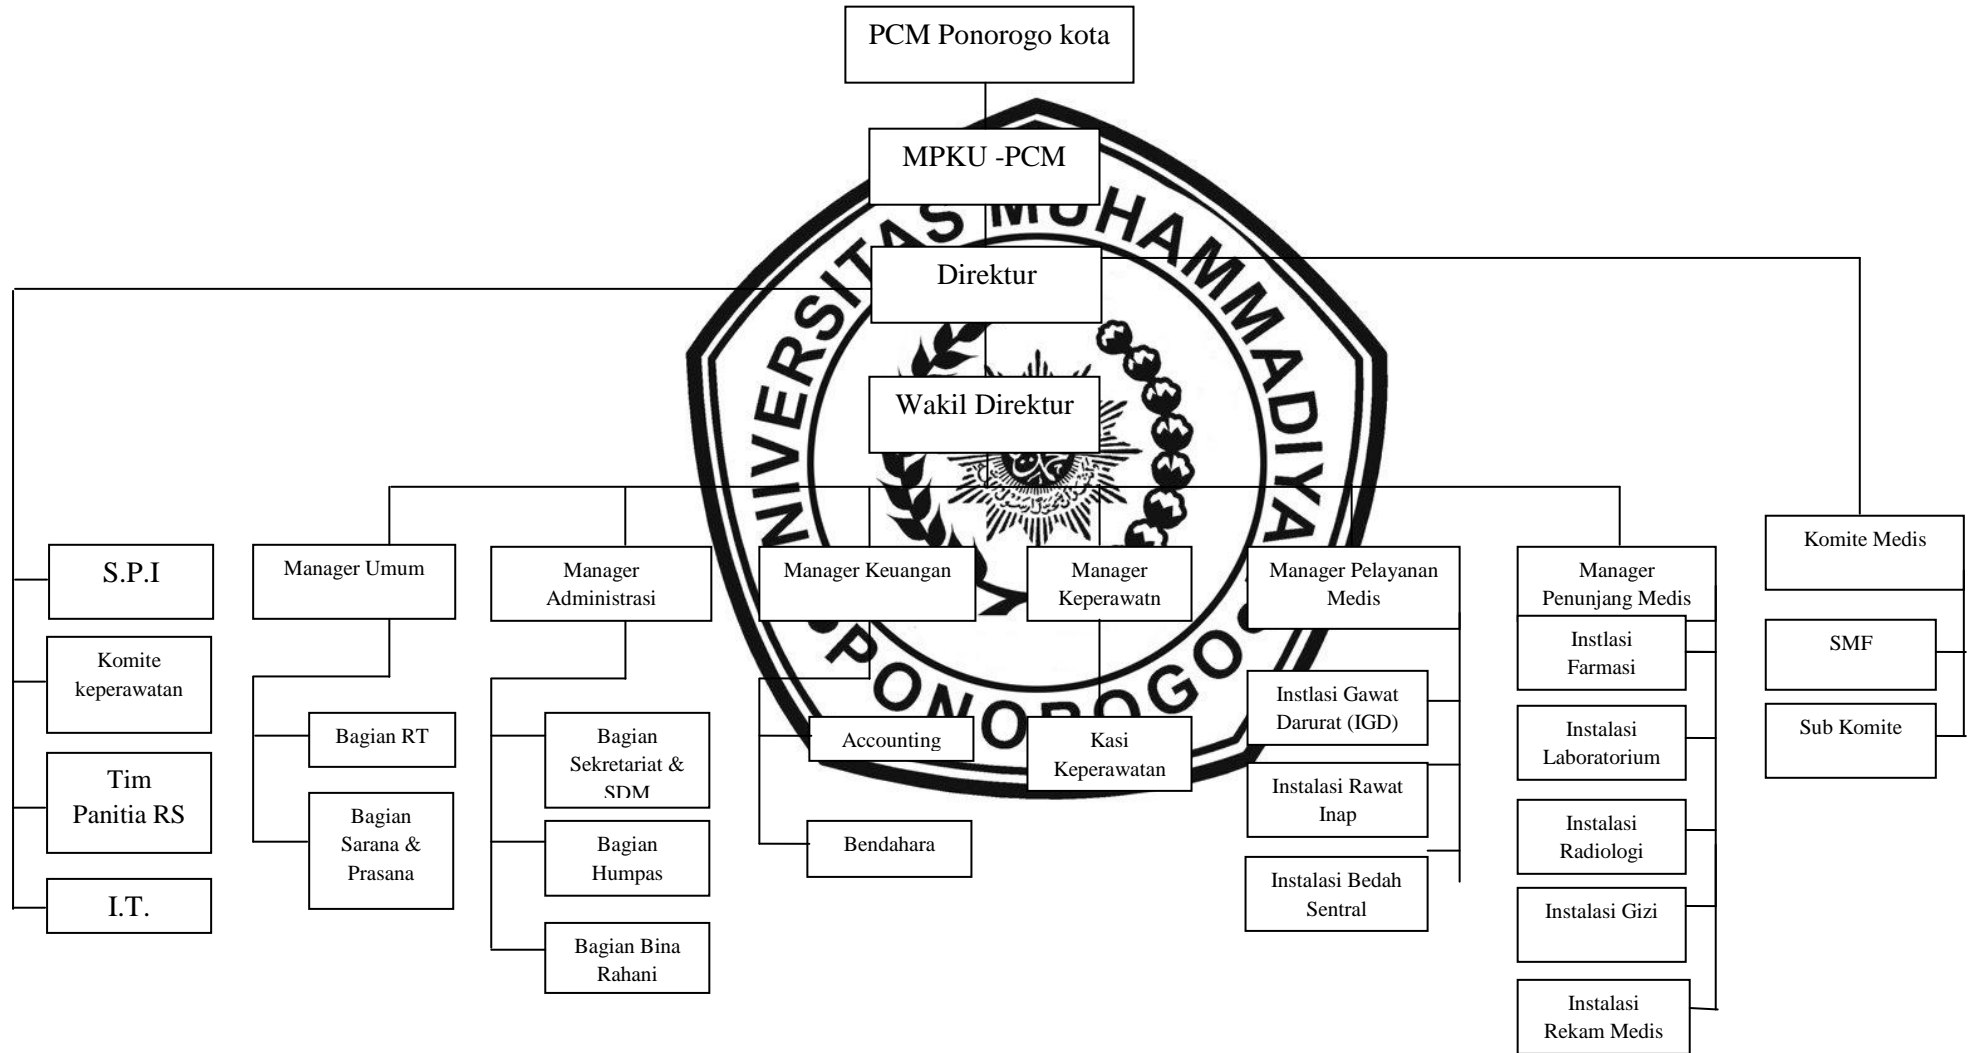 PCM Ponorogo kota
MPKU -PCM
UNIVERSITAS MUHAMMADIYA
PONOROGO
Direktur
Wakil Direktur
S.P.I
Komite
keperawatan
Tim
Panitia RS
I.T.
Manager Umum
Bagian RT
Bagian
Sarana &
Prasana
Manager
Administrasi
Bagian
Sekretariat &
SDM
Bagian
Humpas
Bagian Bina
Rahani
Manager Keuangan
Accounting
Bendahara
Manager
Keperawatn
Kasi
Keperawatan
Manager Pelayanan
Medis
Instlasi Gawat
Darurat (IGD)
Instalasi Rawat
Inap
Instalasi Bedah
Sentral
Manager
Penunjang Medis
Instlasi
Farmasi
Instalasi
Laboratorium
Instalasi
Radiologi
Instalasi Gizi
Instalasi
Rekam Medis
Komite Medis
SMF
Sub Komite